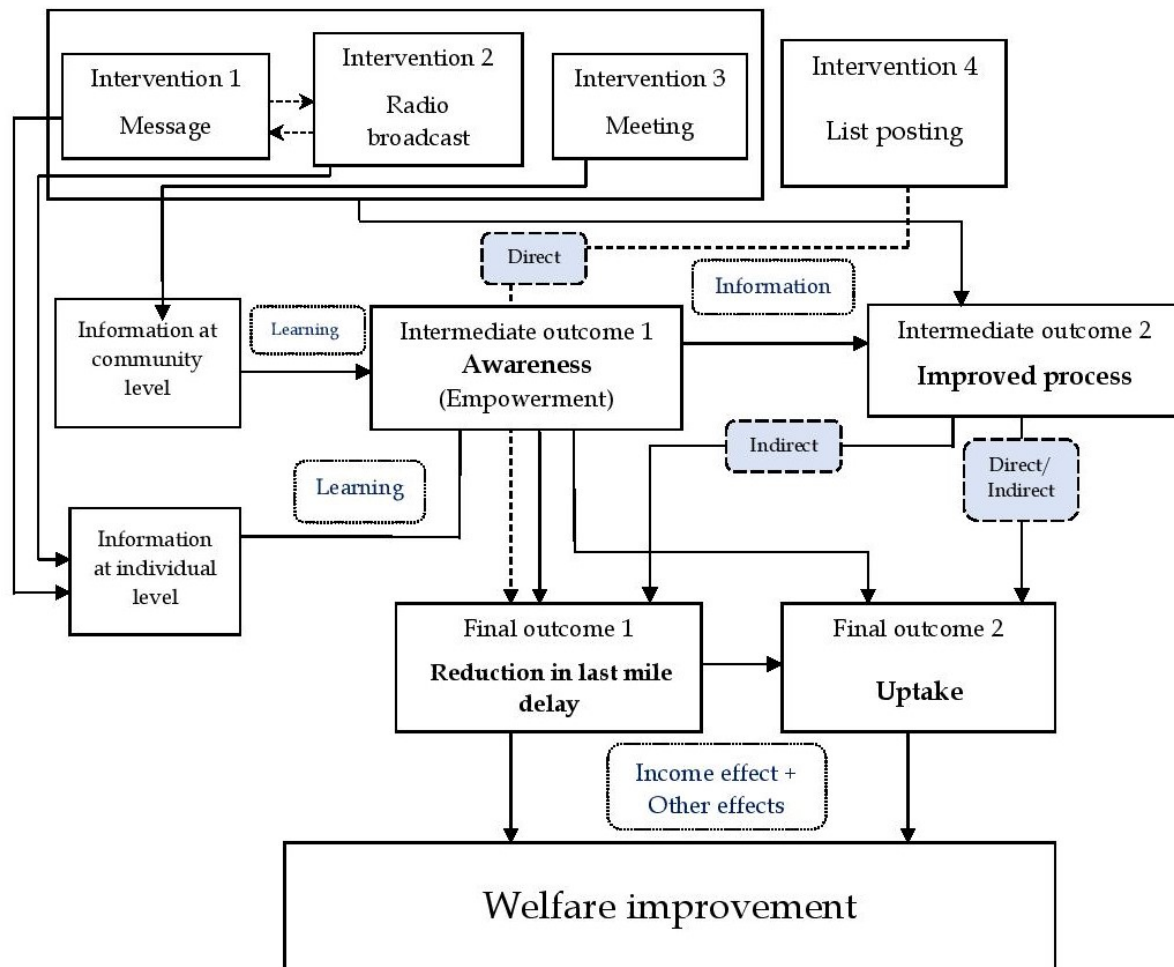 Intervention 1
Message
Intervention 2
Radio
broadcast
Intervention 3
Meeting
Intervention 4
List posting
Direct
Information
Information at
community
level
Learning
Intermediate outcome 1
Awareness
(Empowerment)
Intermediate outcome 2
Improved process
Indirect
Direct/
Indirect
Learning
Information
at individual
level
Final outcome 1
Reduction in last mile
delay
Final outcome 2
Uptake
Income effect +
Other effects
Welfare improvement